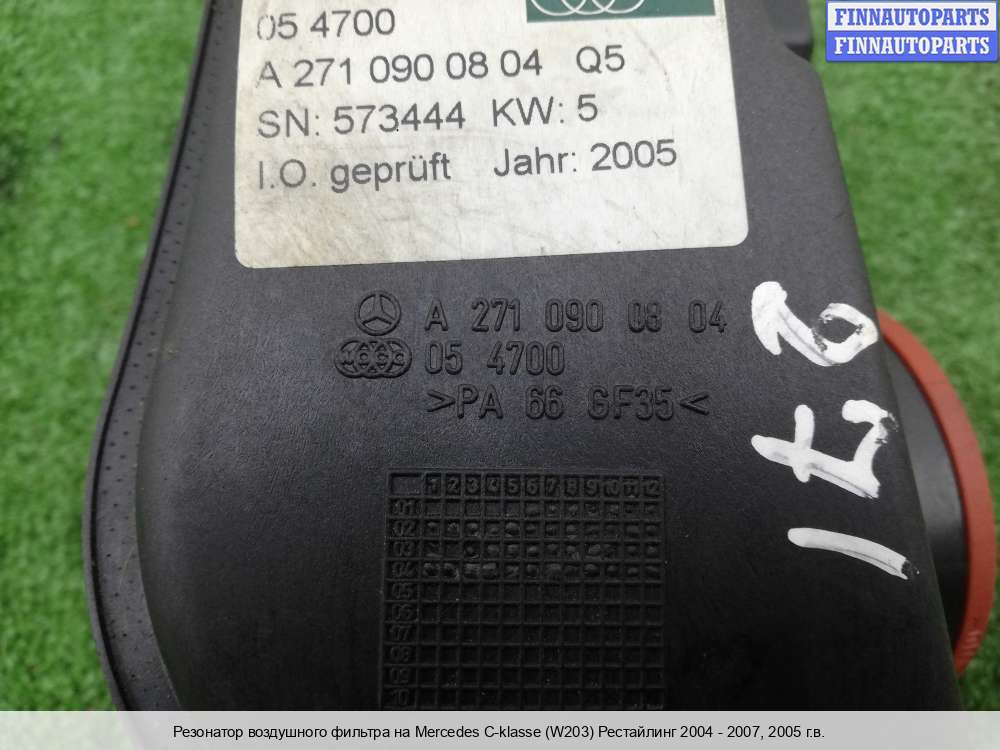 FINNAUTOPARTS
FINNAUTOPARTS
05 4700
A 271 090 08 04 Q5
SN: 573444 KW: 5
I.O. geprüft Jahr: 2005
A 271 090 08 04
05 4700
>PA 66 GF35<
271
1 2 3 4 5 6 7 8 9 10 11 12
01
02
03
04
05
06
07
08
09
10
Резонатор воздушного фильтра на Mercedes C-klasse (W203) Рестайлинг 2004 - 2007, 2005 г.в.